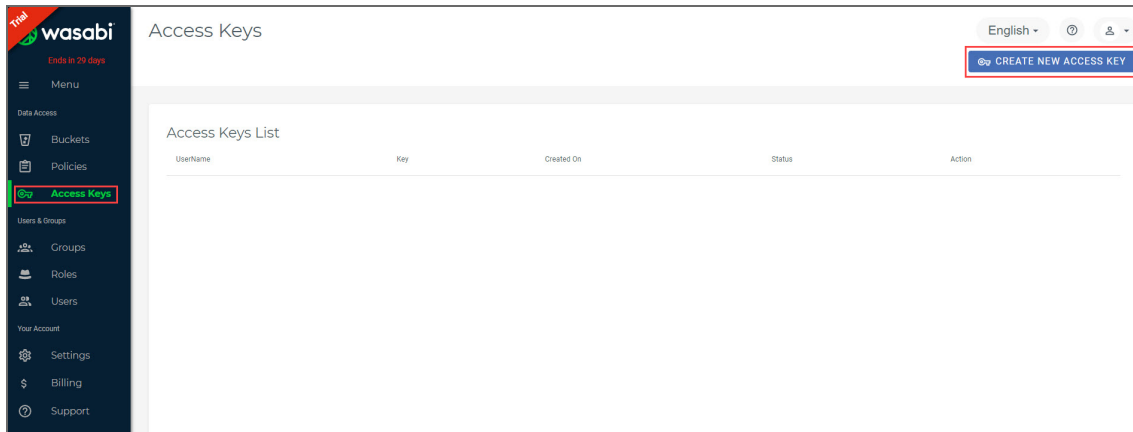 Trial
wasabi
Ends in 29 days
Menu
Data Access
Buckets
Policies
Access Keys
Users & Groups
Groups
Roles
Users
Your Account
Settings
$ Billing
Support
Access Keys
English
CREATE NEW ACCESS KEY
Access Keys List
UserName Key Created On Status Action